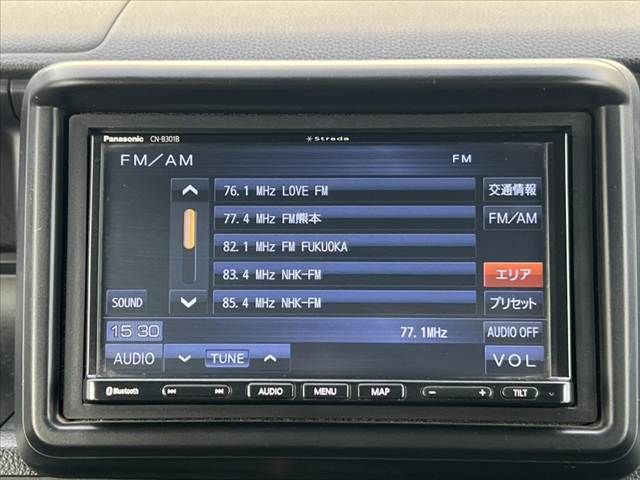 Panasonic CN-B301B Strada
FM/AM FM
76.1 MHz LOVE FM 交通情報
77.4 MHz FM熊本 FM/AM
82.1 MHz FM FUKUOKA
83.4 MHz NHK-FM エリア
SOUND 85.4 MHz NHK-FM プリセット
15 30 77.1MHz AUDIO OFF
AUDIO TUNE VOL
Bluetooth AUDIO MENU MAP − + TILT